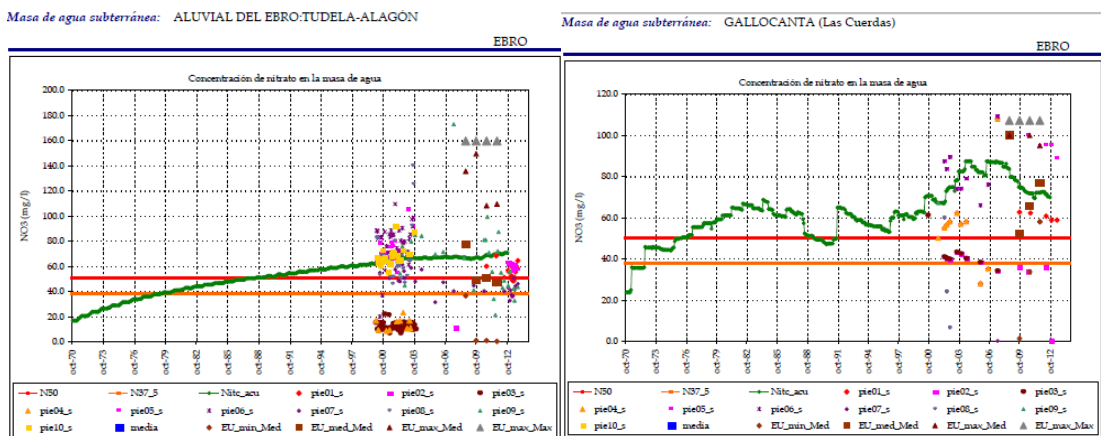 Masa de agua subterránea: ALUVIAL DEL EBRO:TUDELA-ALAGÓN
EBRO
Concentración de nitrato en la masa de agua
NO3 (mg/l)
200.0
180.0
160.0
140.0
120.0
100.0
80.0
60.0
40.0
20.0
0.0
oct-70
oct-73
oct-76
oct-79
oct-82
oct-85
oct-88
oct-91
oct-94
oct-97
oct-00
oct-03
oct-06
oct-09
oct-12
N50 N37_5 Nitc_acu pie01_s pie02_s pie03_s
pie04_s pie05_s pie06_s pie07_s pie08_s pie09_s
pie10_s media EU_min_Med EU_med_Med EU_max_Med EU_max_Max
Masa de agua subterránea: GALLOCANTA (Las Cuerdas)
EBRO
Concentración de nitrato en la masa de agua
NO3 (mg/l)
120.0
100.0
80.0
60.0
40.0
20.0
0.0
oct-70
oct-73
oct-76
oct-79
oct-82
oct-85
oct-88
oct-91
oct-94
oct-97
oct-00
oct-03
oct-06
oct-09
oct-12
N50 N37_5 Nitc_acu pie01_s pie02_s pie03_s
pie04_s pie05_s pie06_s pie07_s pie08_s pie09_s
pie10_s media EU_min_Med EU_med_Med EU_max_Med EU_max_Max